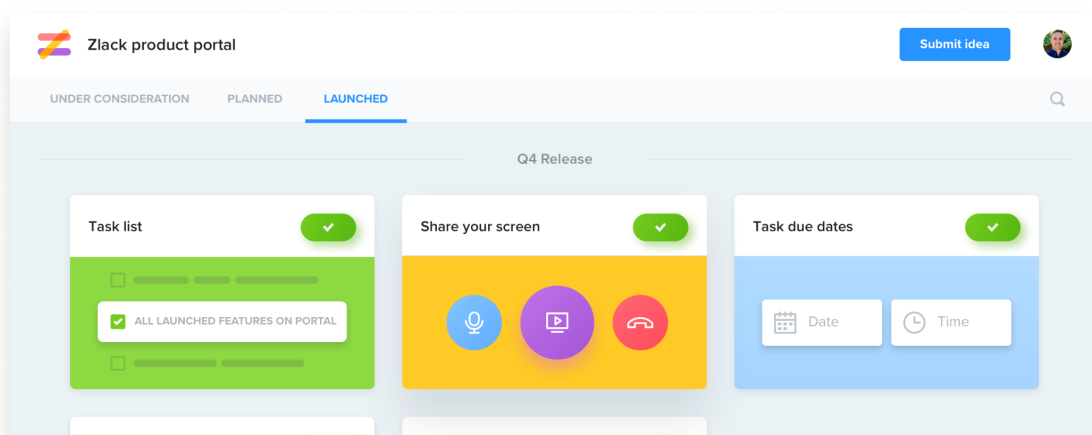 Zlack product portal
Submit idea
UNDER CONSIDERATION
PLANNED
LAUNCHED
Q4 Release
Task list
Share your screen
Task due dates
ALL LAUNCHED FEATURES ON PORTAL
Date
Time